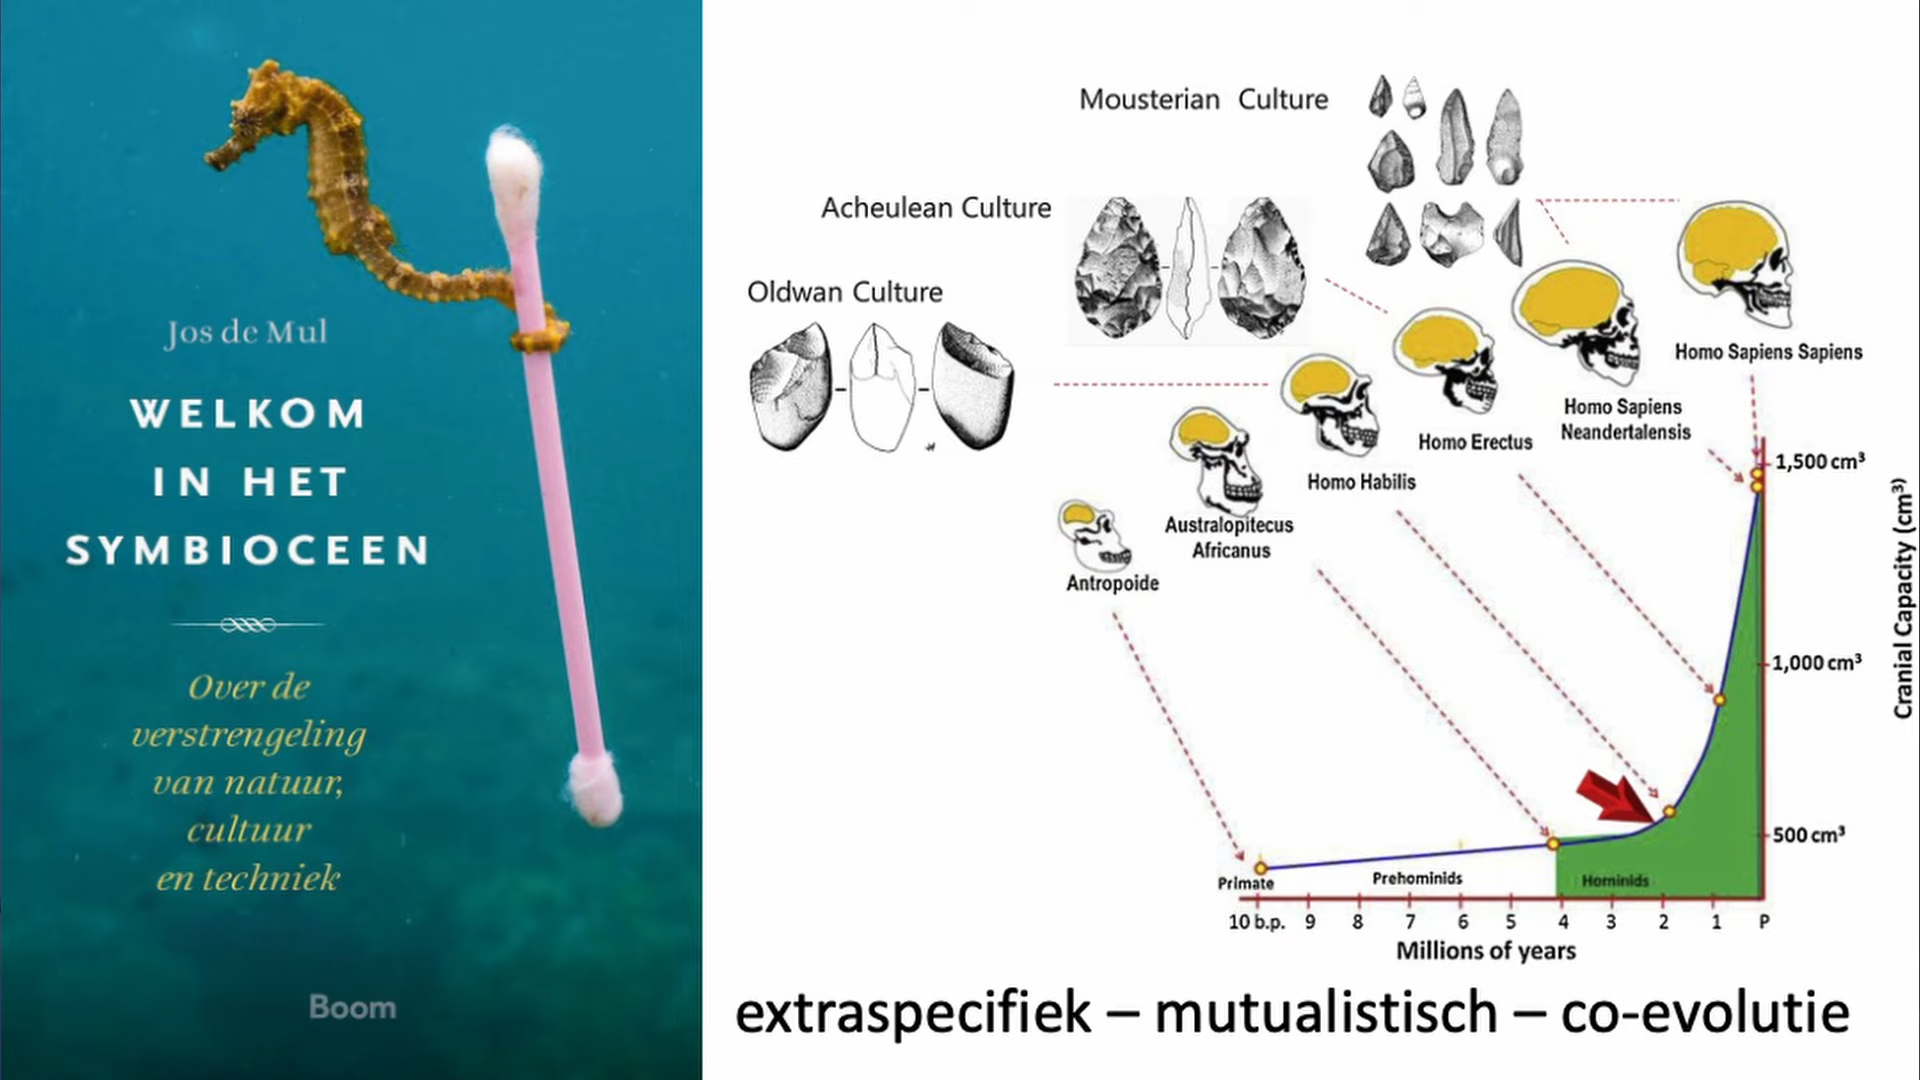 Jos de Mul
WELKOM
IN HET
SYMBIOCEEN
Over de
verstrengeling
van natuur,
cultuur
en techniek
Boom
Mousterian Culture
Acheulean Culture
Oldwan Culture
Homo Sapiens Sapiens
Homo Sapiens
Neandertalensis
Homo Erectus
Homo Habilis
Australopitecus
Africanus
Antropoide
1,500 cm³
1,000 cm³
500 cm³
Cranial Capacity (cm³)
Primate
Prehominids
Hominids
10 b.p. 9 8 7 6 5 4 3 2 1 P
Millions of years
extraspecifiek – mutualistisch – co-evolutie